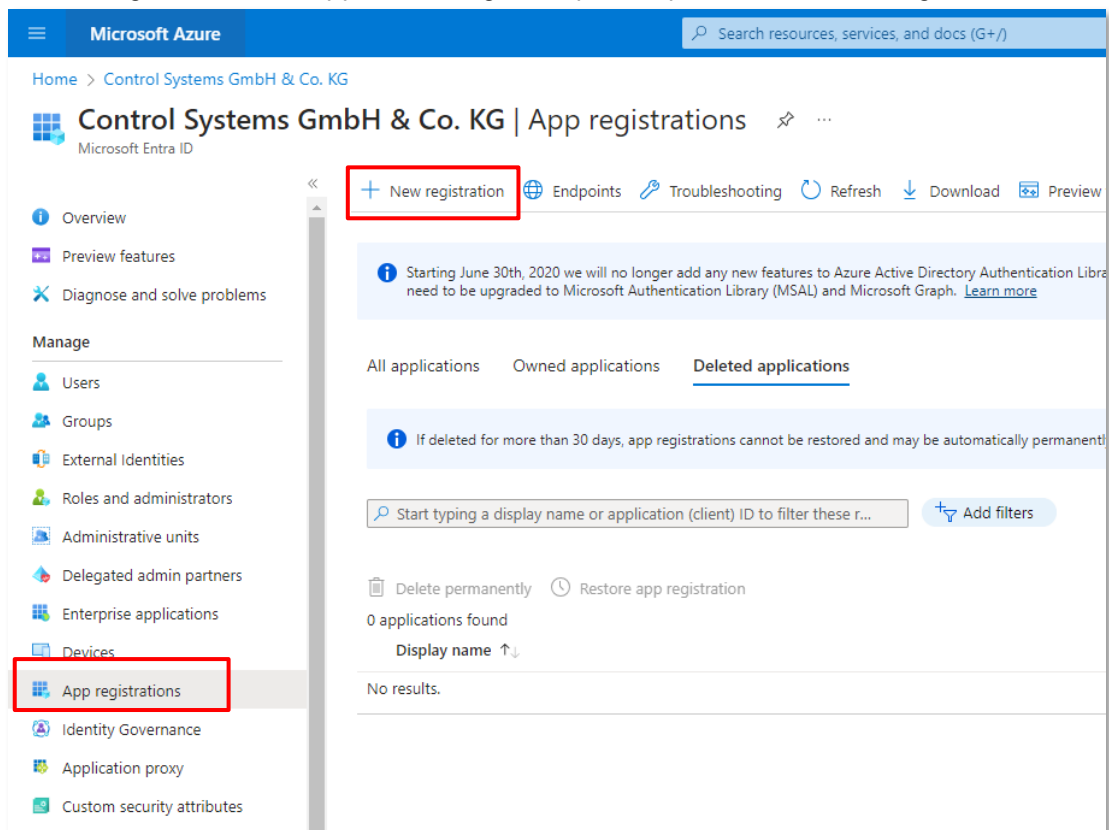 Microsoft Azure
Search resources, services, and docs (G+/)
Home > Control Systems GmbH & Co. KG
Control Systems GmbH & Co. KG | App registrations
Microsoft Entra ID
New registration Endpoints Troubleshooting Refresh Download Preview
Overview
Preview features
Diagnose and solve problems
Manage
Users
Groups
External Identities
Roles and administrators
Administrative units
Delegated admin partners
Enterprise applications
Devices
App registrations
Identity Governance
Application proxy
Custom security attributes
Starting June 30th, 2020 we will no longer add any new features to Azure Active Directory Authentication Libra
need to be upgraded to Microsoft Authentication Library (MSAL) and Microsoft Graph. Learn more
All applications Owned applications Deleted applications
If deleted for more than 30 days, app registrations cannot be restored and may be automatically permanentl
Start typing a display name or application (client) ID to filter these r...
Add filters
Delete permanently Restore app registration
0 applications found
Display name ↑↓
No results.